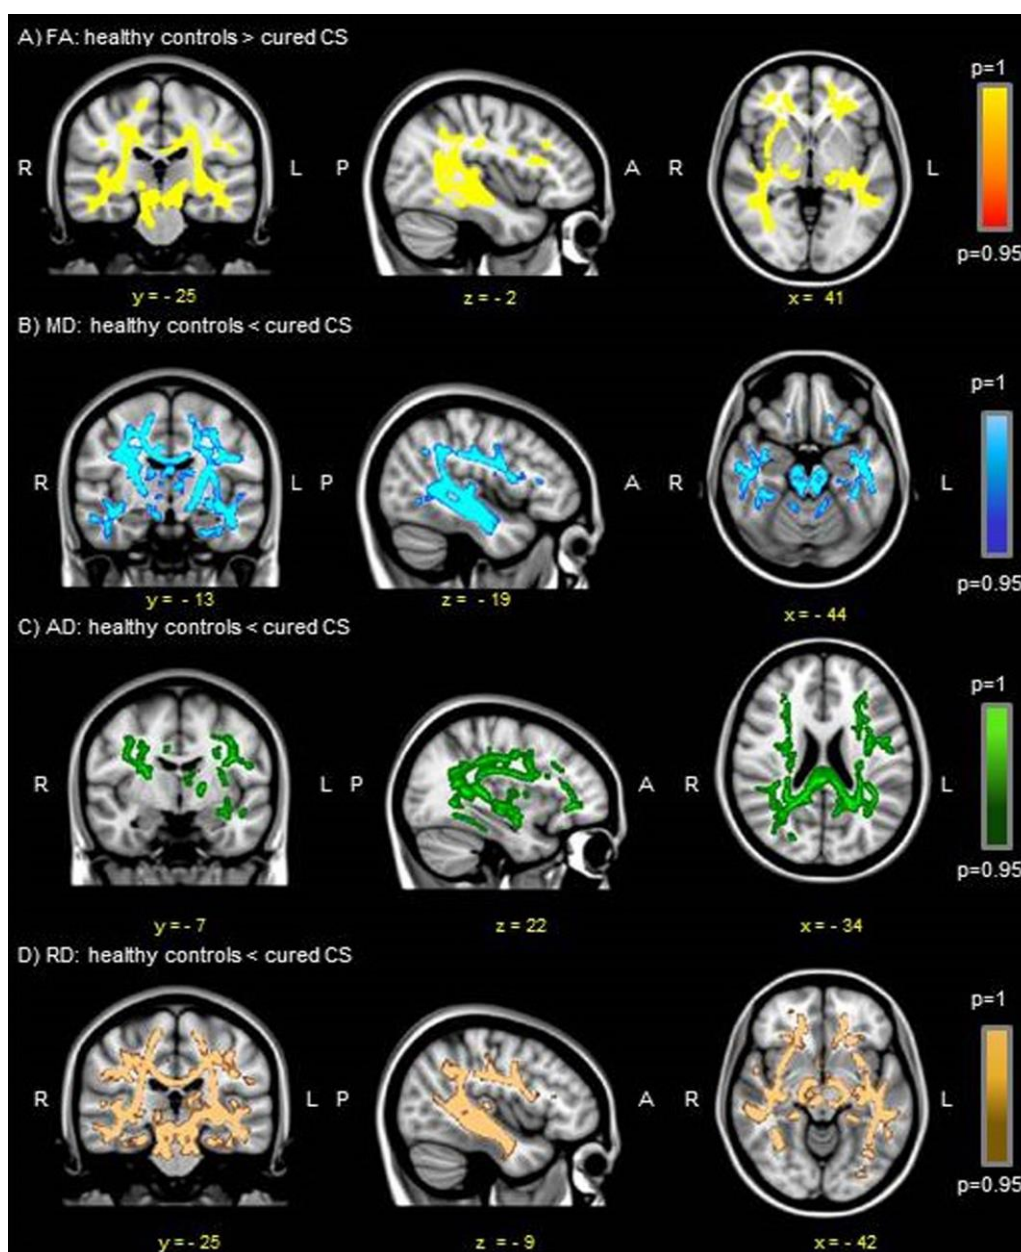 A) FA: healthy controls > cured CS
p=1
R L P A R L
p=0.95
y = - 25 z = - 2 x = 41
B) MD: healthy controls < cured CS
p=1
R L P A R L
p=0.95
y = - 13 z = - 19 x = - 44
C) AD: healthy controls < cured CS
p=1
R L P A R L
p=0.95
y = - 7 z = 22 x = - 34
D) RD: healthy controls < cured CS
p=1
R L P A R L
p=0.95
y = - 25 z = - 9 x = - 42